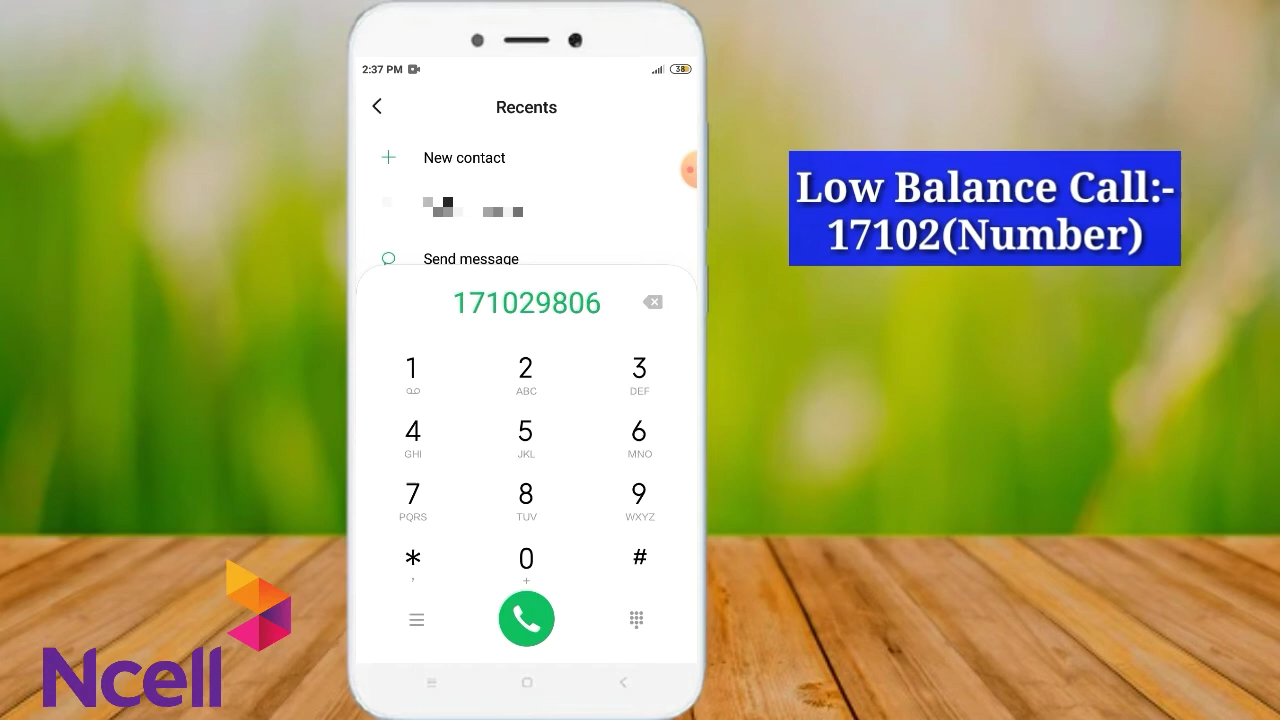 2:37 PM
38
Recents
New contact
Send message
171029806
1
2
ABC
3
DEF
4
GHI
5
JKL
6
MNO
7
PQRS
8
TUV
9
WXYZ
*
,
0
+
#
Low Balance Call:-
17102(Number)
Ncell